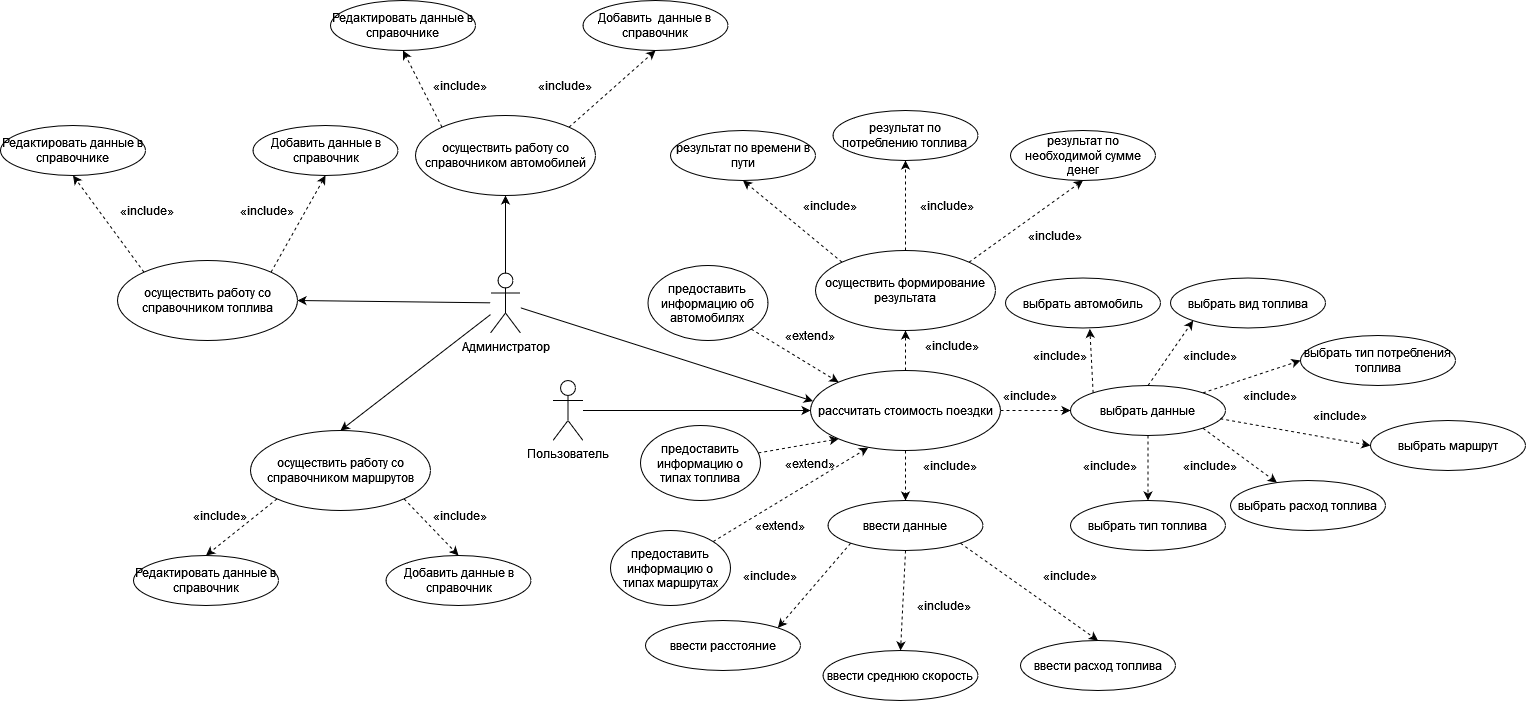 Редактировать данные в
справочнике
Добавить данные в
справочник
«include»
«include»
осуществить работу со
справочником автомобилей
Редактировать данные в
справочнике
Добавить данные в
справочник
«include»
«include»
осуществить работу со
справочником топлива
Администратор
осуществить работу со
справочником маршрутов
«include»
«include»
Редактировать данные в
справочник
Добавить данные в
справочник
результат по времени в
пути
результат по
потреблению топлива
результат по
необходимой сумме
денег
«include»
«include»
«include»
осуществить формирование
результата
предоставить
информацию об
автомобилях
«extend»
«include»
Пользователь
рассчитать стоимость поездки
«include»
выбрать данные
выбрать автомобиль
выбрать вид топлива
выбрать тип потребления
топлива
выбрать маршрут
«include»
«include»
«include»
«include»
«include»
«include»
выбрать тип топлива
выбрать расход топлива
предоставить
информацию о
типах топлива
«extend»
«extend»
предоставить
информацию о
типах маршрутах
«include»
ввести данные
«include»
«include»
«include»
ввести расстояние
ввести среднюю скорость
ввести расход топлива